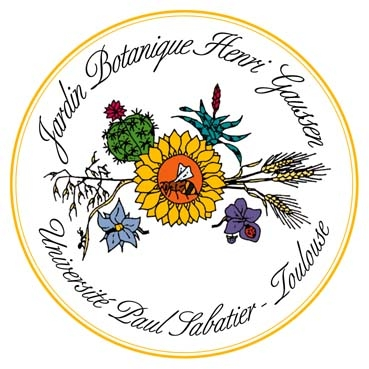 Jardin Botanique Henri Gaussen
Université Paul Sabatier - Toulouse